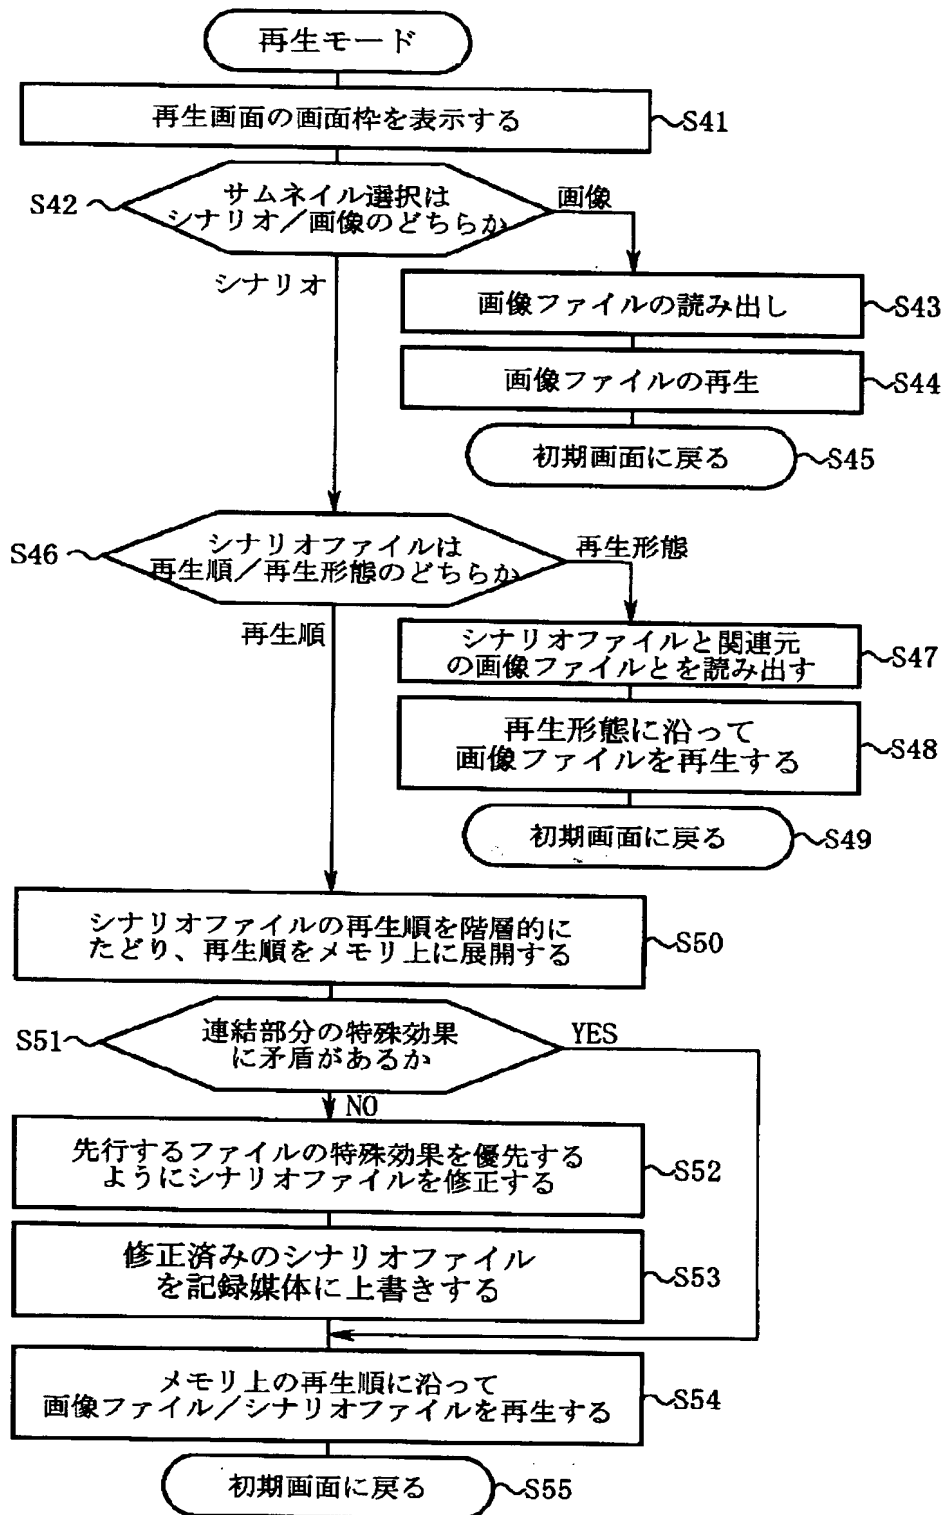 再生モード
再生画面の画面枠を表示する
S41
S42
サムネイル選択は
シナリオ/画像のどちらか
画像
シナリオ
画像ファイルの読み出し
S43
画像ファイルの再生
S44
初期画面に戻る
S45
S46
シナリオファイルは
再生順/再生形態のどちらか
再生形態
再生順
シナリオファイルと関連元
の画像ファイルとを読み出す
S47
再生形態に沿って
画像ファイルを再生する
S48
初期画面に戻る
S49
シナリオファイルの再生順を階層的に
たどり、再生順をメモリ上に展開する
S50
S51
連結部分の特殊効果
に矛盾があるか
YES
NO
先行するファイルの特殊効果を優先する
ようにシナリオファイルを修正する
S52
修正済みのシナリオファイル
を記録媒体に上書きする
S53
メモリ上の再生順に沿って
画像ファイル/シナリオファイルを再生する
S54
初期画面に戻る
S55